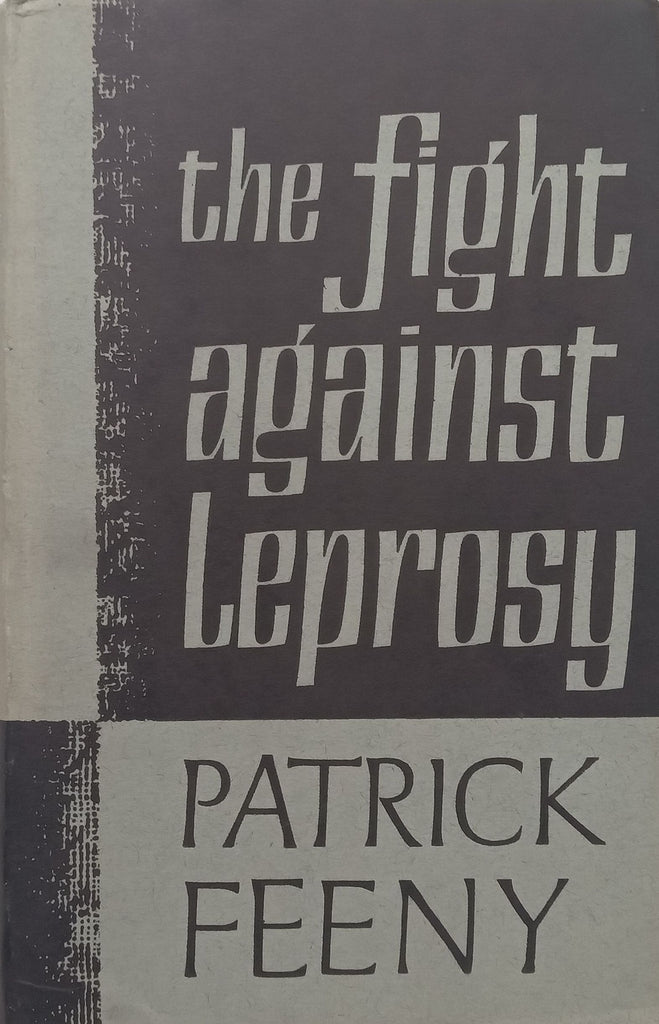 the fight
against
leprosy
PATRICK
FEENY